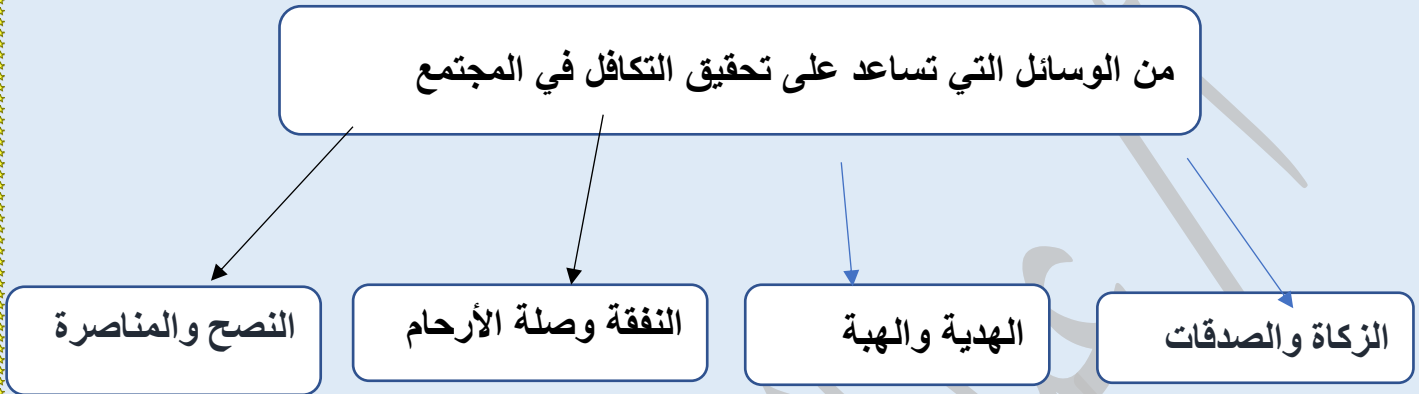 من الوسائل التي تساعد على تحقيق التكافل في المجتمع
الزكاة والصدقات
الهدية والهبة
النفقة وصلة الأرحام
النصح والمناصرة